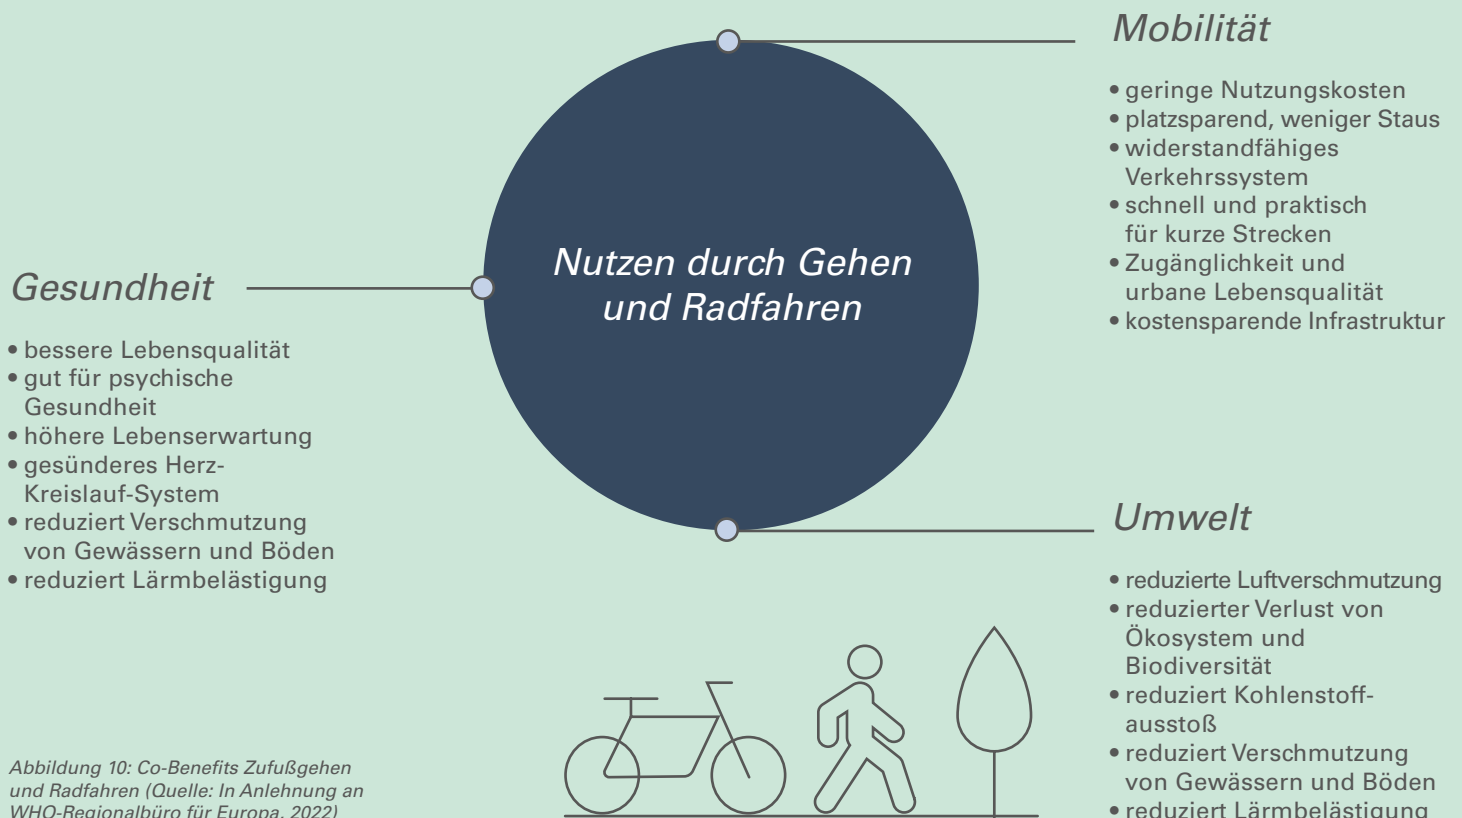 Mobilität
• geringe Nutzungskosten
• platzsparend, weniger Staus
• widerstandfähiges
Verkehrssystem
• schnell und praktisch
für kurze Strecken
• Zugänglichkeit und
urbane Lebensqualität
• kostensparende Infrastruktur
Nutzen durch Gehen
und Radfahren
Gesundheit
• bessere Lebensqualität
• gut für psychische
Gesundheit
• höhere Lebenserwartung
• gesünderes Herz-
Kreislauf-System
• reduziert Verschmutzung
von Gewässern und Böden
• reduziert Lärmbelästigung
Umwelt
• reduzierte Luftverschmutzung
• reduzierter Verlust von
Ökosystem und
Biodiversität
• reduziert Kohlenstoff-
ausstoß
• reduziert Verschmutzung
von Gewässern und Böden
• reduziert Lärmbelästigung
Abbildung 10: Co-Benefits Zufußgehen
und Radfahren (Quelle: In Anlehnung an
WHO-Regionalbüro für Europa, 2022)